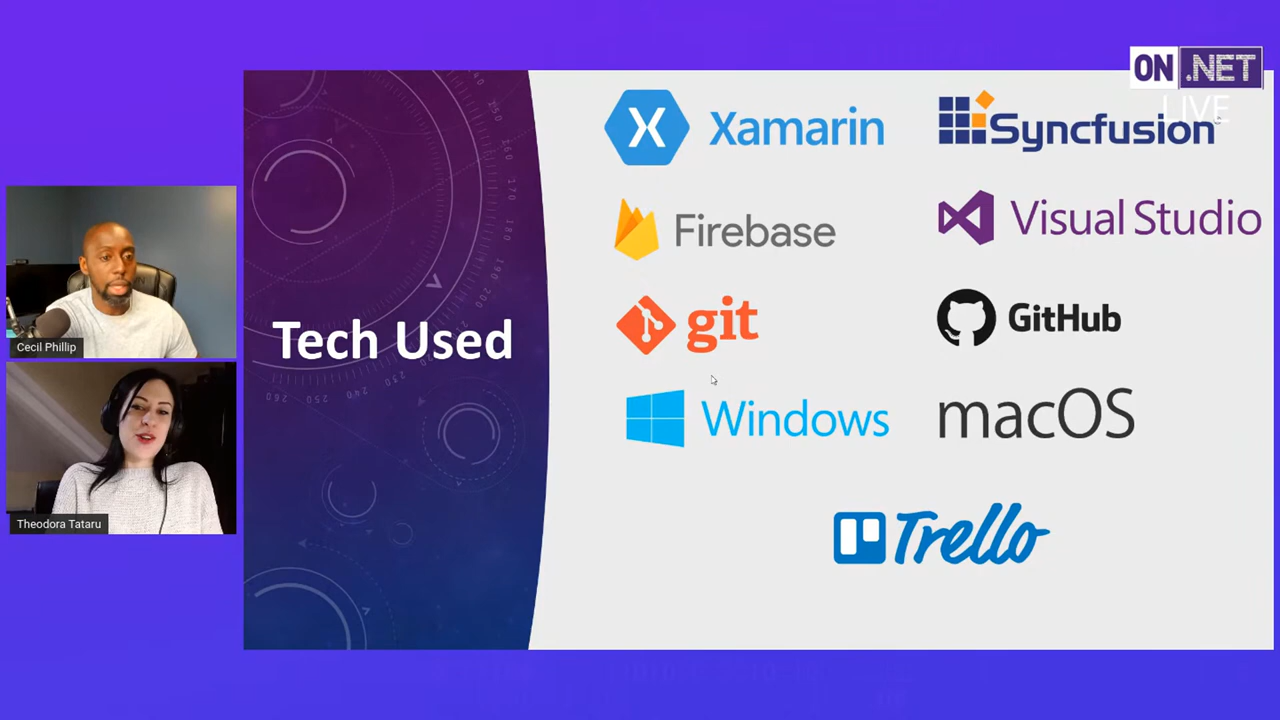 ON .NET
LIVE
Xamarin
Syncfusion
Firebase
Visual Studio
git
GitHub
Tech Used
Windows
macOS
Trello
Cecil Phillip
Theodora Tataru